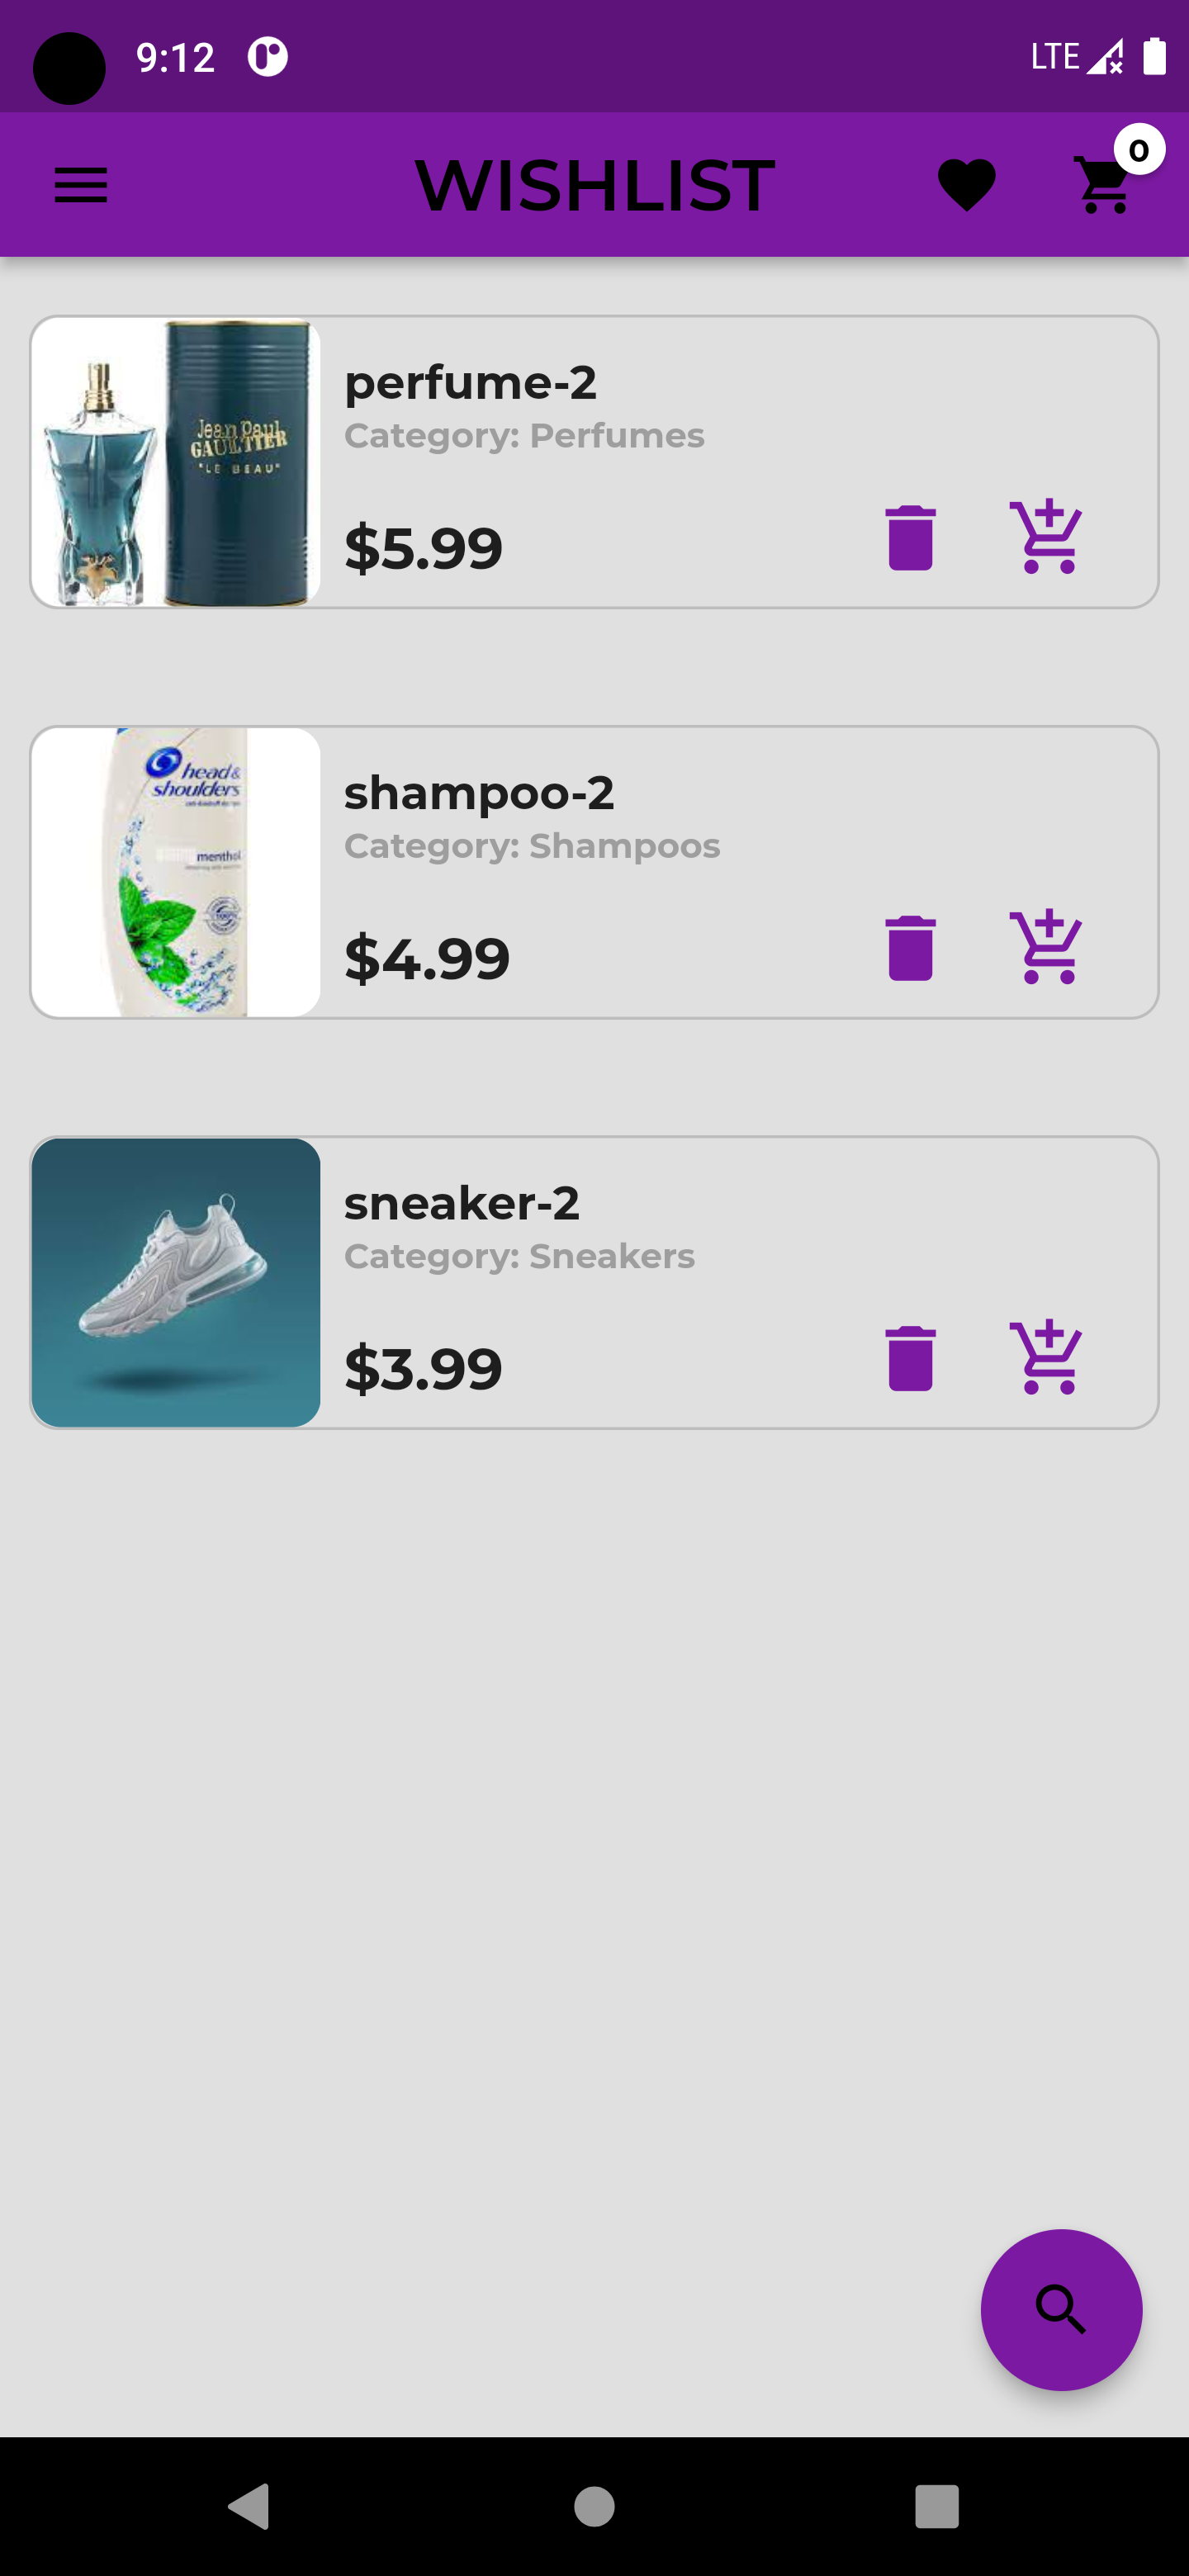 9:12
LTE
WISHLIST
0
perfume-2
Category: Perfumes
$5.99
Jean Paul
GAULTIER
"LE BEAU"
shampoo-2
Category: Shampoos
$4.99
head&
shoulders
menthol
100%
sneaker-2
Category: Sneakers
$3.99